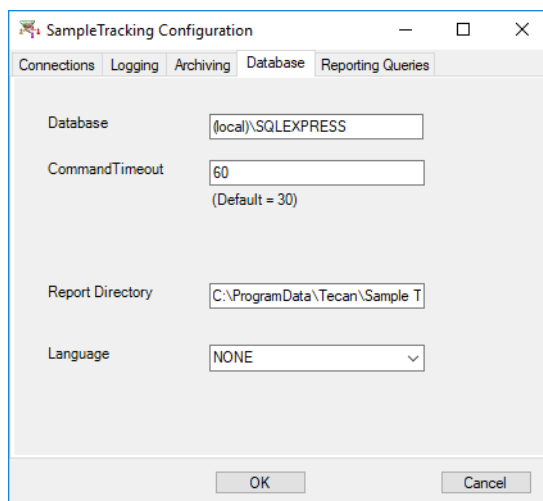 SampleTracking Configuration
Connections Logging Archiving Database Reporting Queries
Database (local)\SQLEXPRESS
CommandTimeout 60
(Default = 30)
Report Directory C:\ProgramData\Tecan\Sample T
Language NONE
OK Cancel